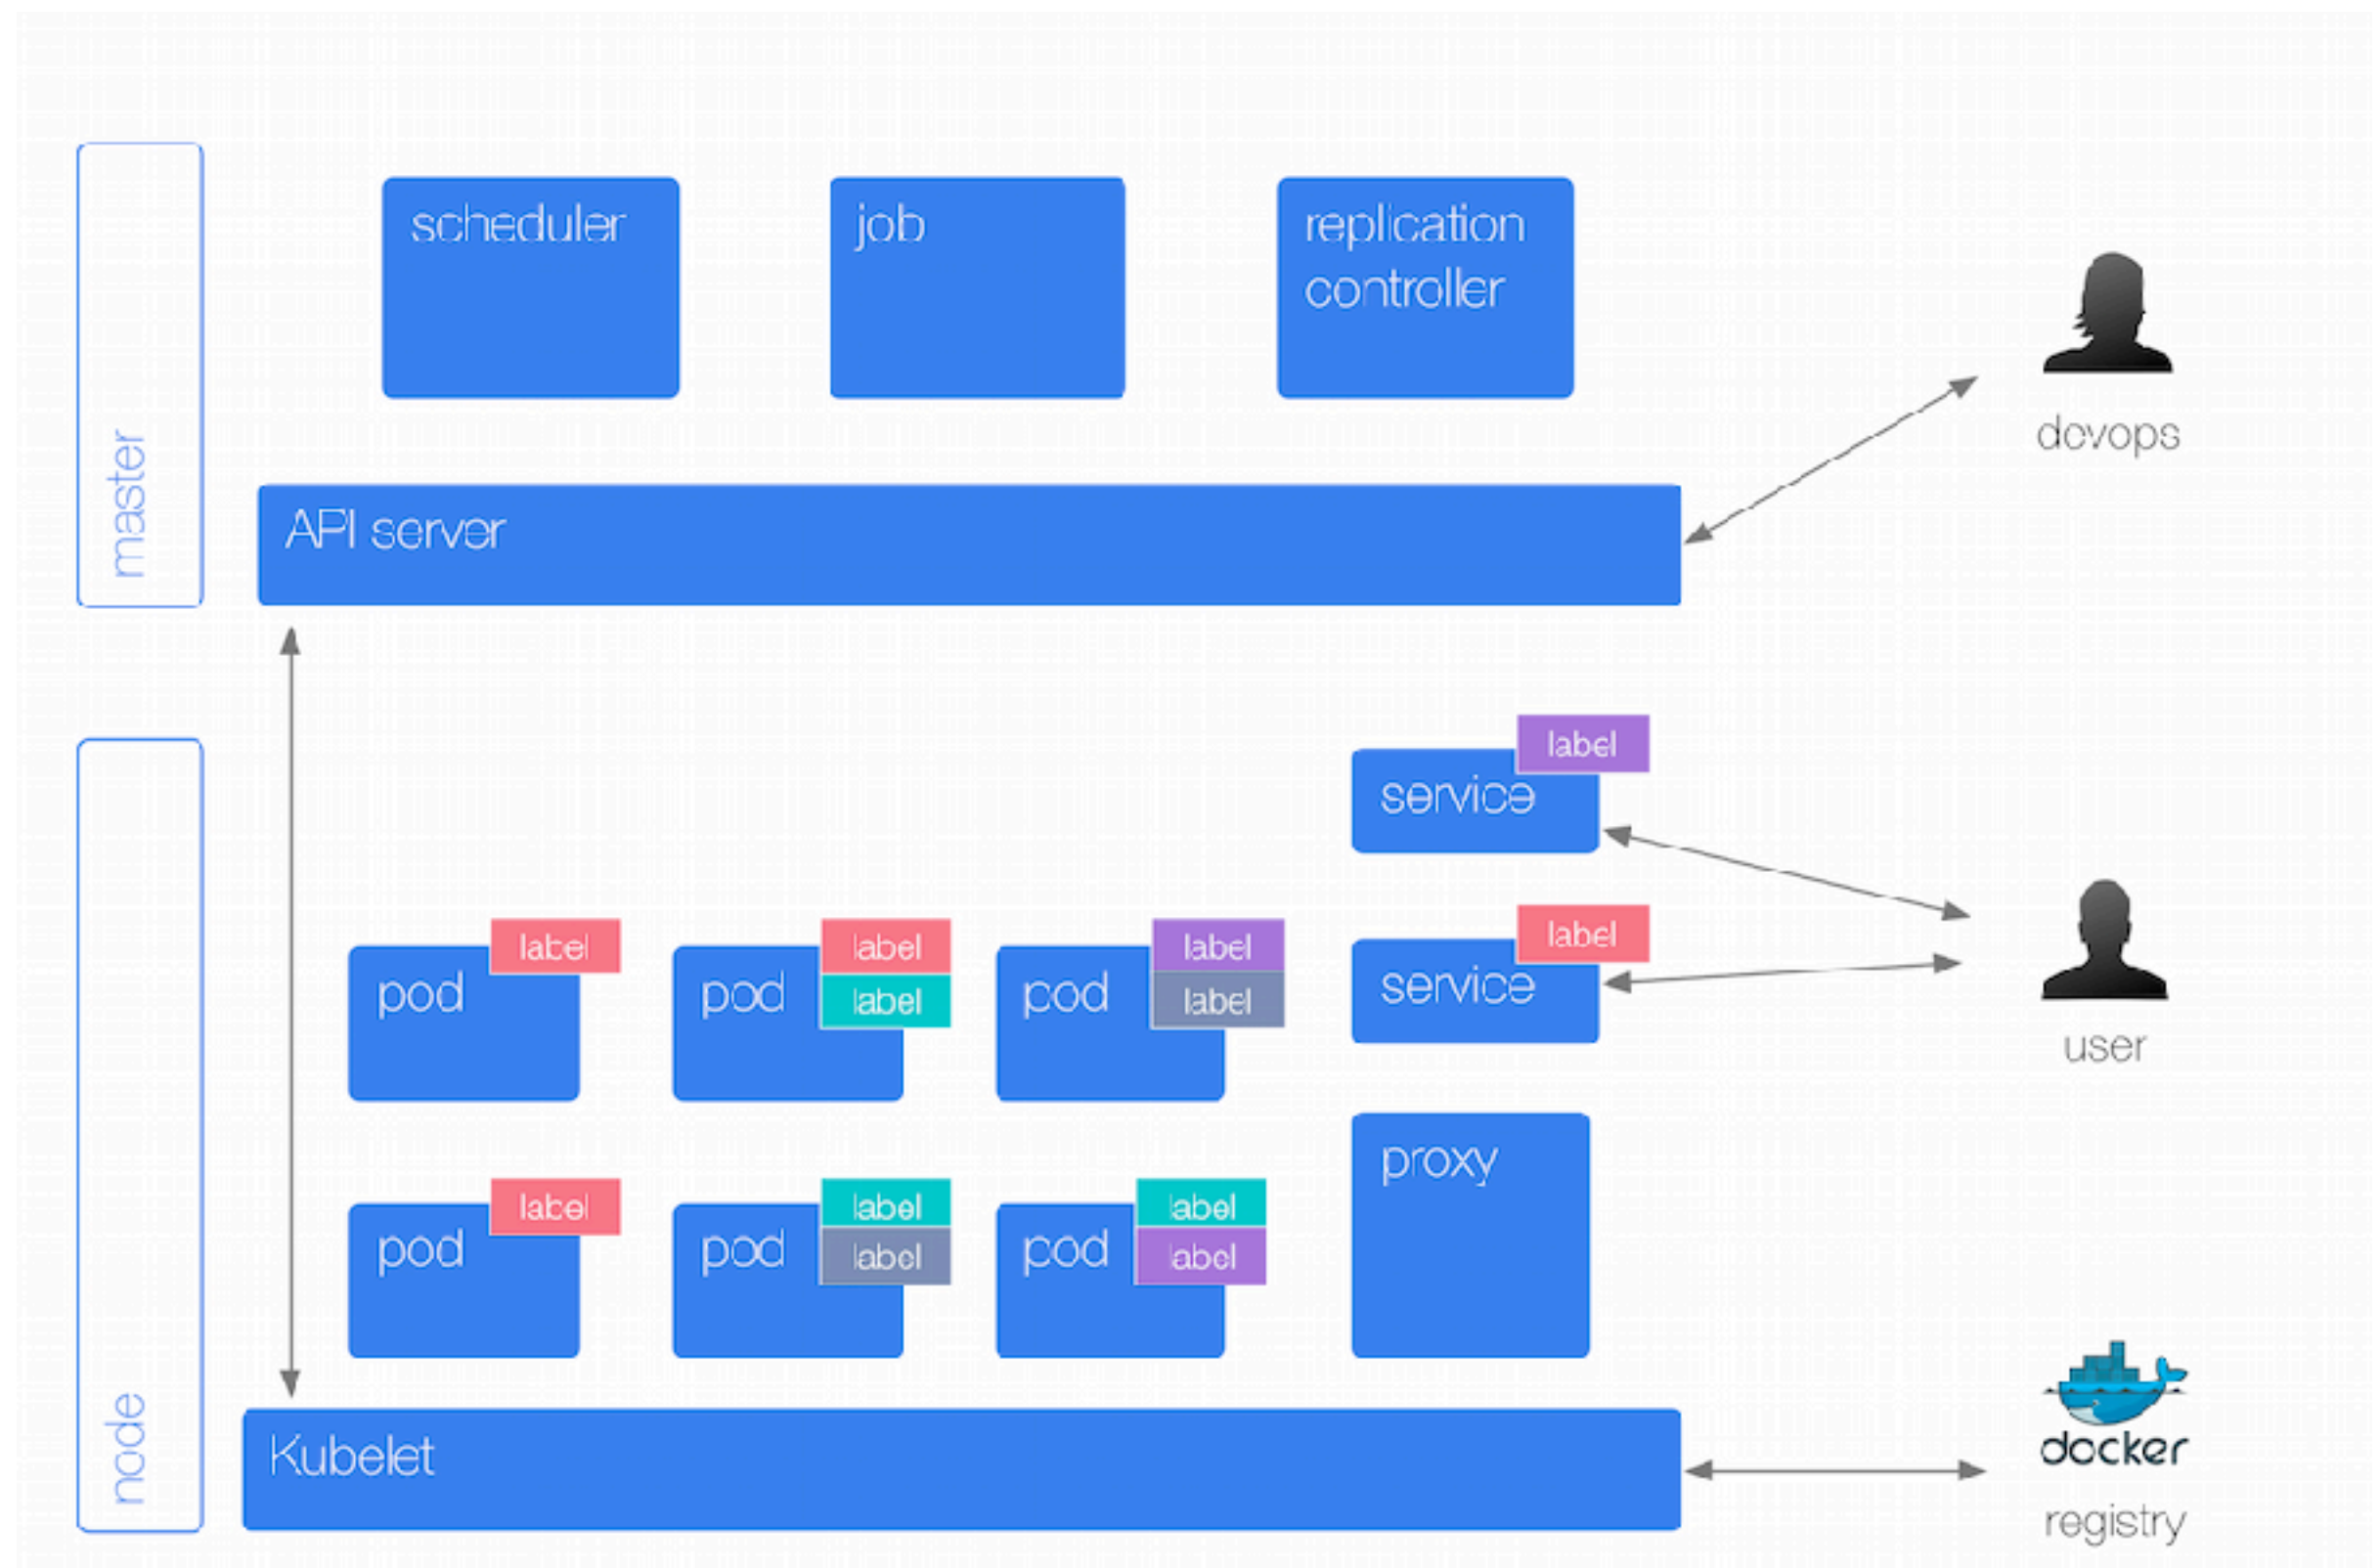 master
scheduler
job
replication
controller
devops
API server
label
service
label
service
user
label
pod
label
label
pod
label
label
pod
proxy
label
pod
label
label
pod
label
label
pod
node
Kubelet
docker
registry